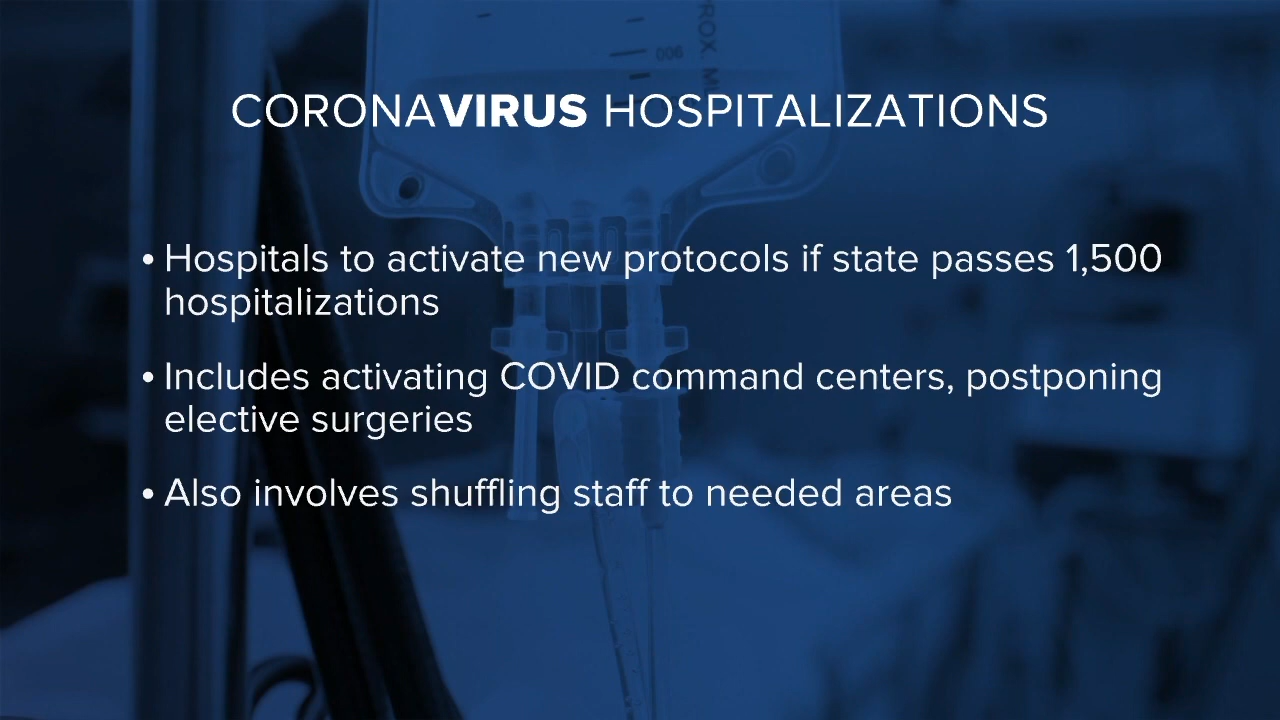 CORONAVIRUS HOSPITALIZATIONS
• Hospitals to activate new protocols if state passes 1,500
hospitalizations
• Includes activating COVID command centers, postponing
elective surgeries
• Also involves shuffling staff to needed areas